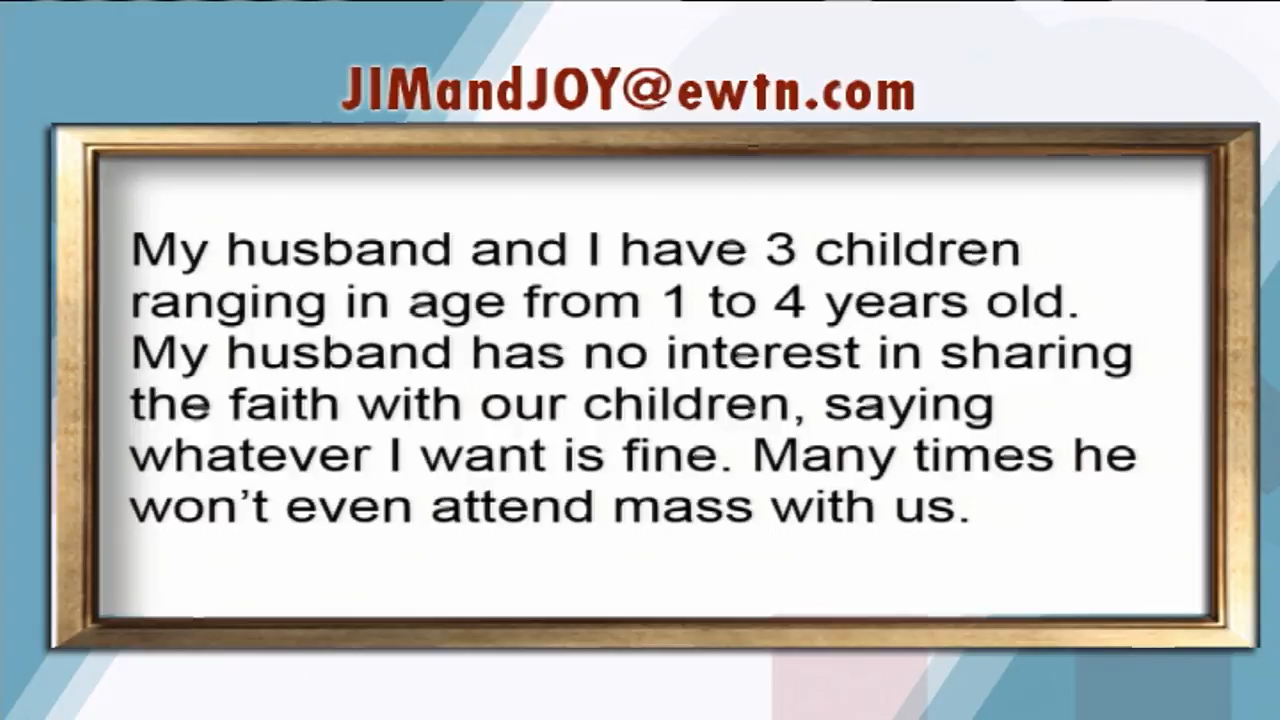 JIMandJOY@ewtn.com
My husband and I have 3 children
ranging in age from 1 to 4 years old.
My husband has no interest in sharing
the faith with our children, saying
whatever I want is fine. Many times he
won’t even attend mass with us.